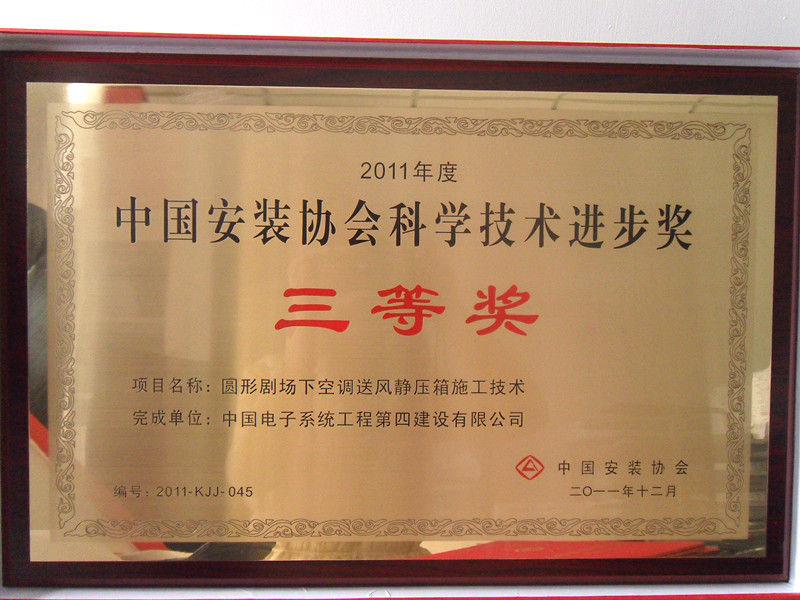 2011年度
中国安装协会科学技术进步奖
三等奖
项目名称：圆形剧场下空调送风静压箱施工技术
完成单位：中国电子系统工程第四建设有限公司
中国安装协会
编号：2011-KJJ-045
二〇一一年十二月